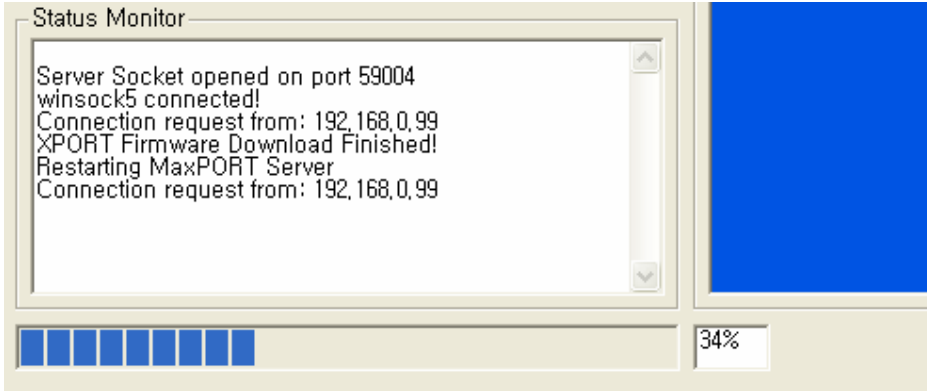 Status Monitor
Server Socket opened on port 59004
winsock5 connected!
Connection request from: 192,168,0,99
XPORT Firmware Download Finished!
Restarting MaxPORT Server
Connection request from: 192,168,0,99
34%